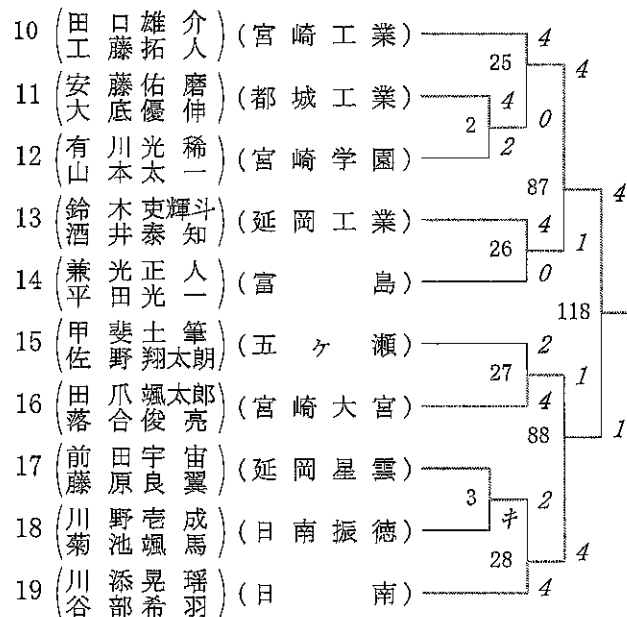 10 (田口雄介 工藤拓人) (宮崎工業) 4
25 4
11 (安藤佑磨 大底優伸) (都城工業) 4 0
2 2
12 (有川光稀 山本太一) (宮崎学園)
87 4
13 (鈴木吏輝斗 酒井泰知) (延岡工業) 4 1
26 0
14 (兼光正人 平田光一) (富島)
118
15 (甲斐土筆 佐野翔太朗) (五ヶ瀬) 2
27 1
16 (田爪颯太郎 落合俊亮) (宮崎大宮) 4
88 1
17 (前田宇宙 藤原良翼) (延岡星雲)
3 キ 2
18 (川野壱成 菊池颯馬) (日南振徳)
28 4
19 (川添晃瑶 谷部希羽) (日南) 4